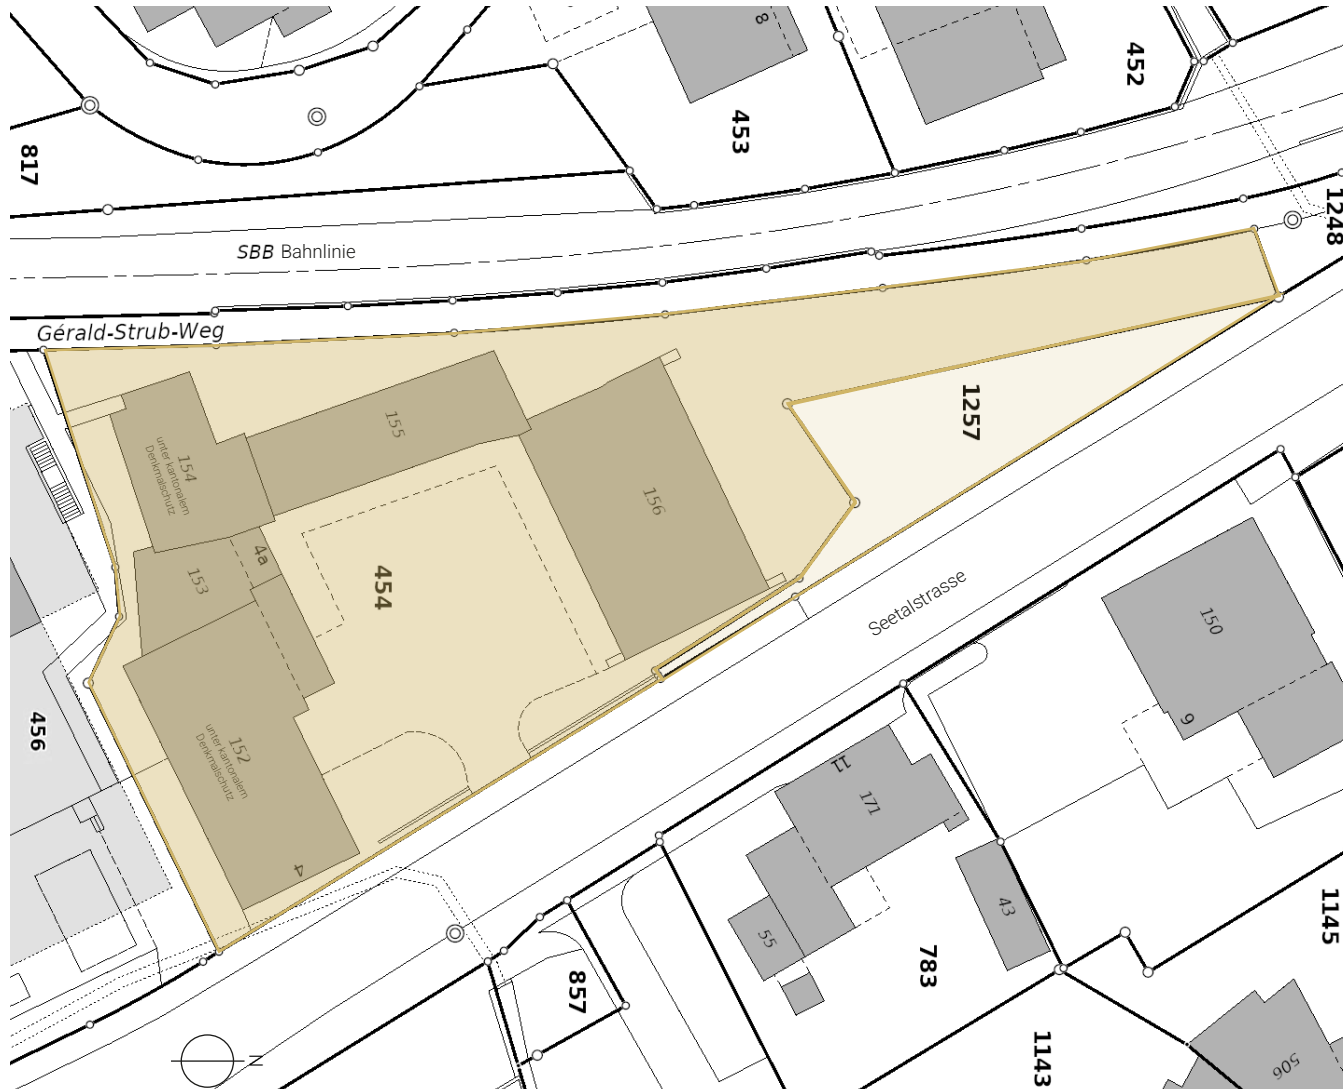 8
452
453
817
1248
SBB Bahnlinie
Gérald-Strub-Weg
1257
155
154
unter kantonalem
Denkmalschutz
156
4a
153
454
Seetalstrasse
150
9
456
152
unter kantonalem
Denkmalschutz
11
171
4
43
55
783
1145
857
N
1143
506